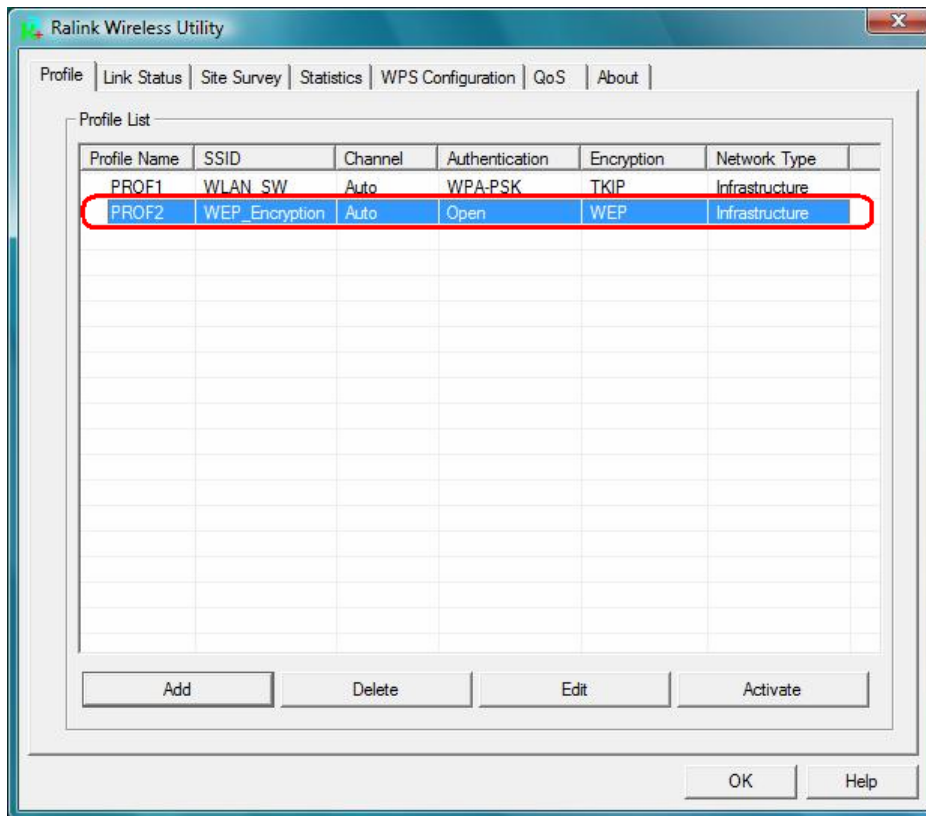 Ralink Wireless Utility
X
Profile Link Status Site Survey Statistics WPS Configuration QoS About
Profile List
Profile Name SSID Channel Authentication Encryption Network Type
PROF1 WLAN_SW Auto WPA-PSK TKIP Infrastructure
PROF2 WEP_Encryption Auto Open WEP Infrastructure
Add Delete Edit Activate
OK Help